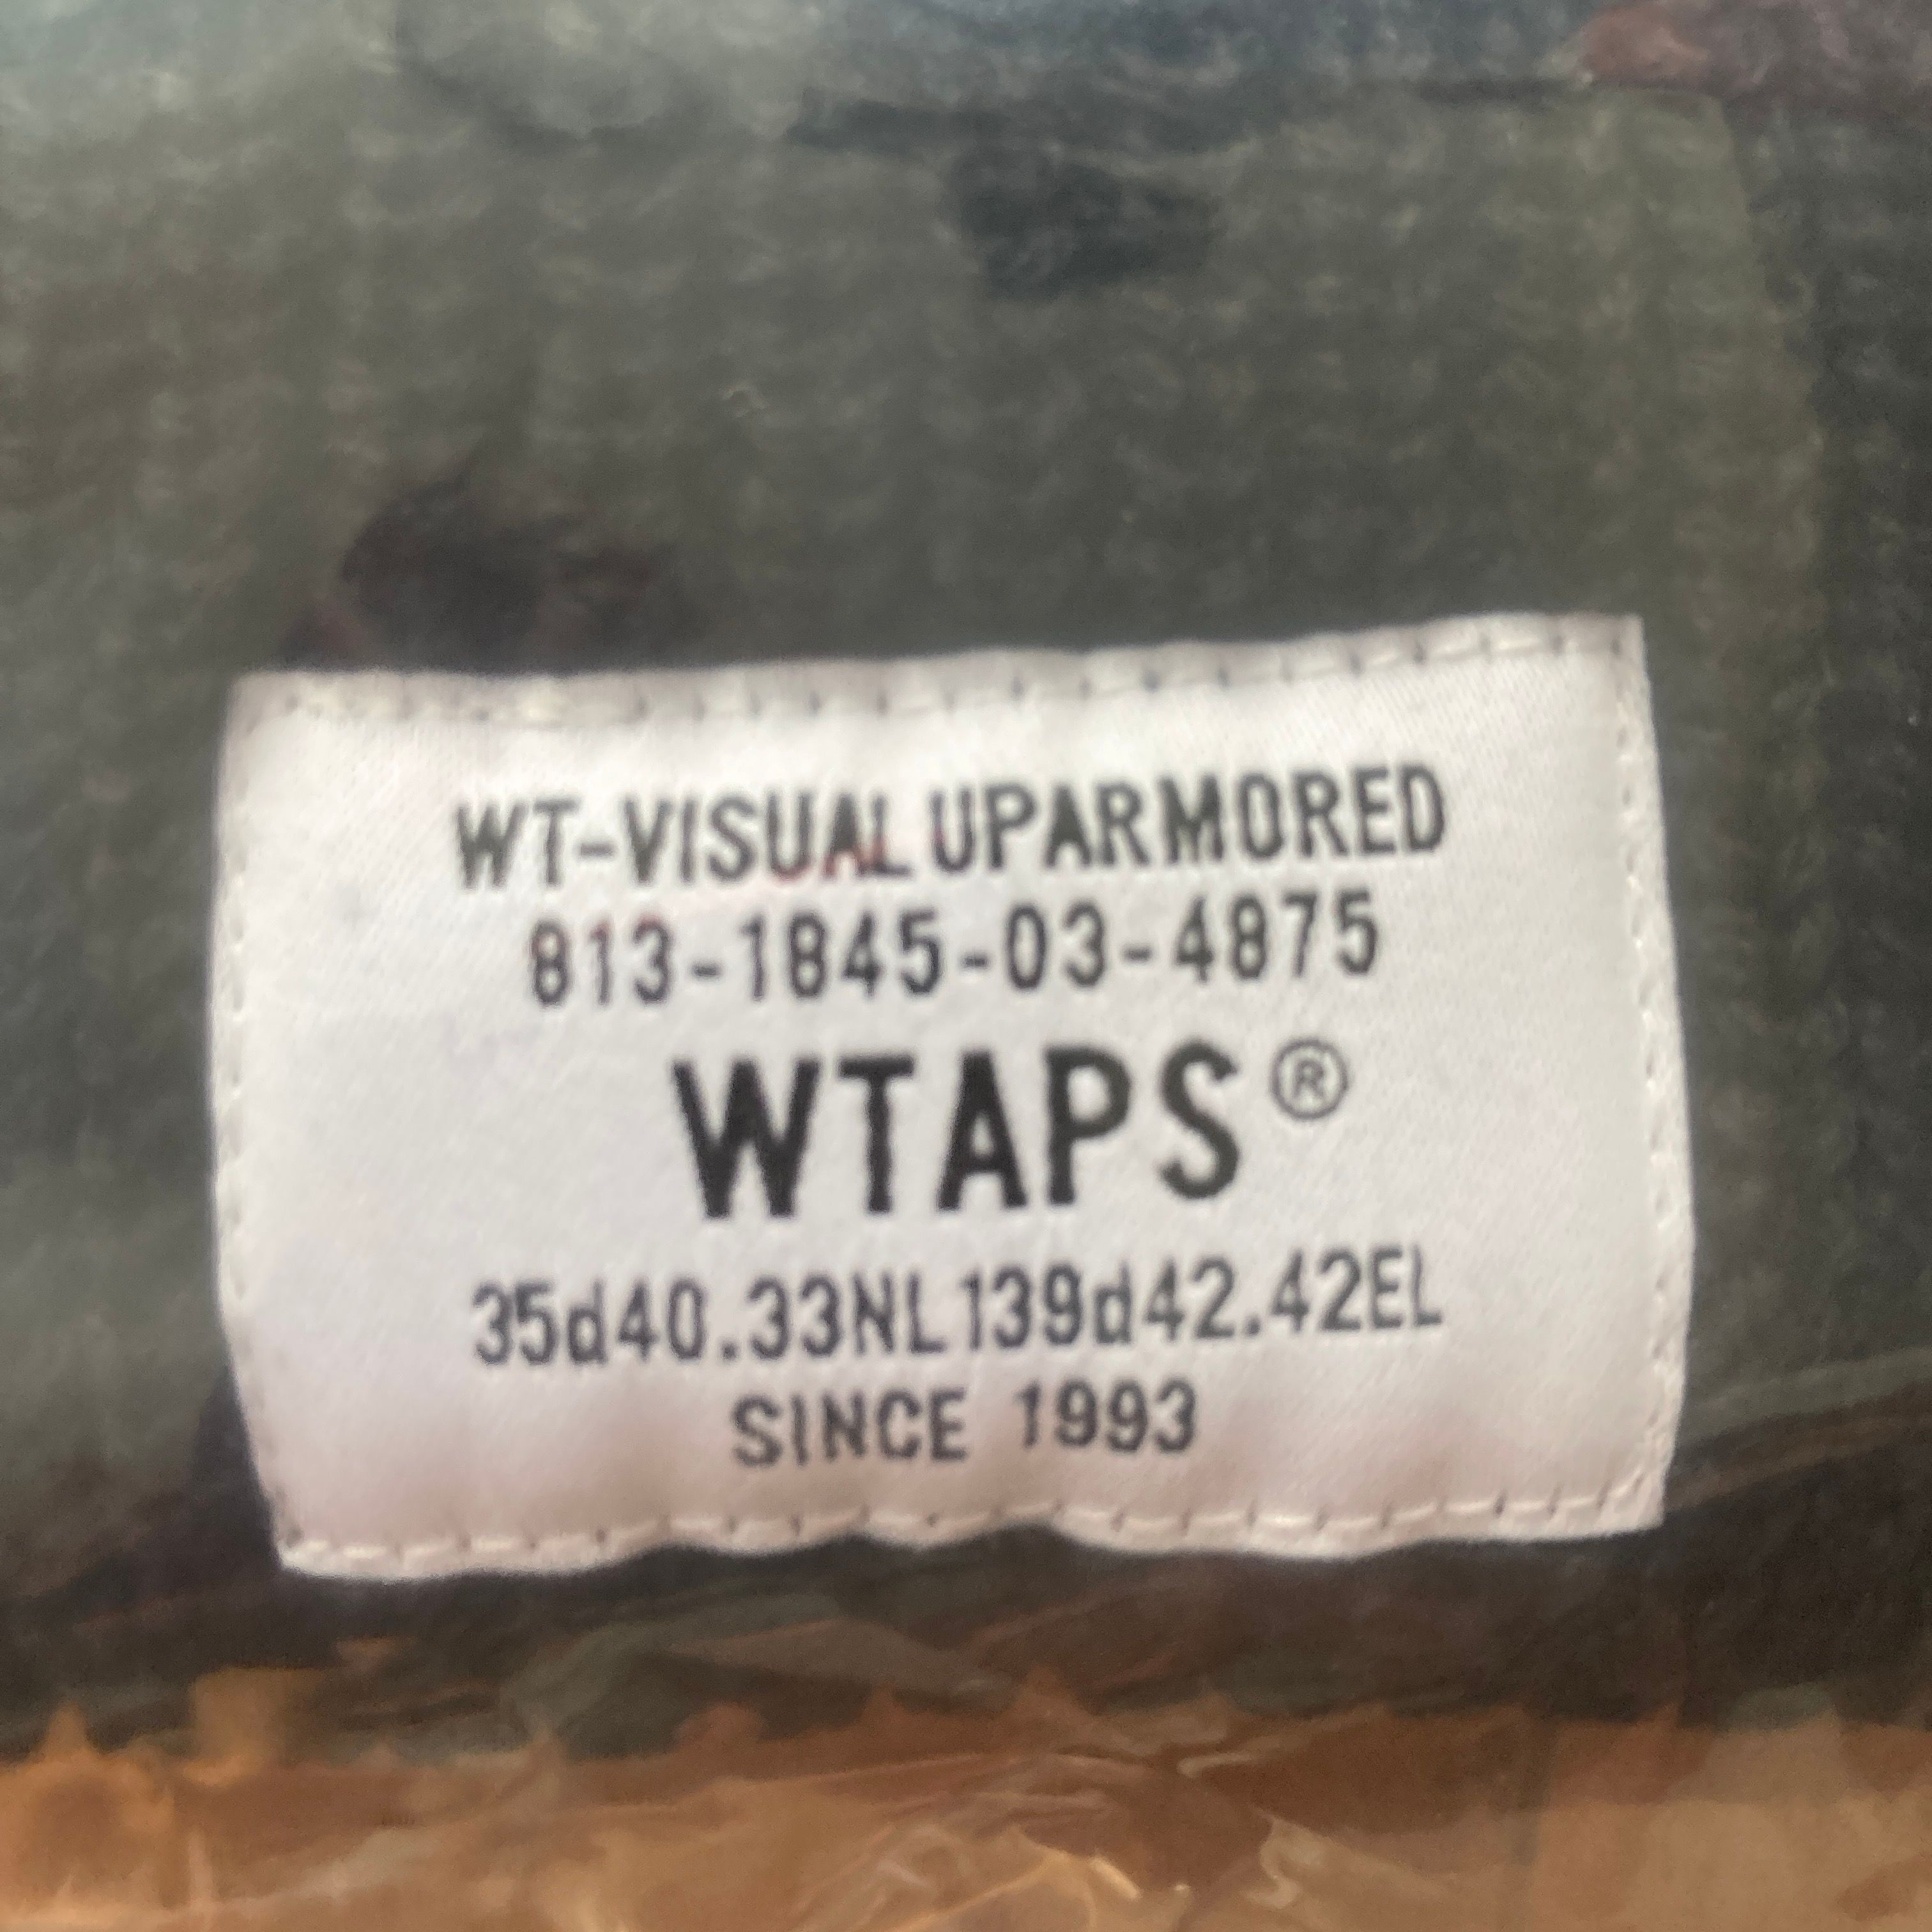 WT-VISUAL UPARMORED
813-1845-03-4875
WTAPS®
35d40.33NL139d42.42EL
SINCE 1993